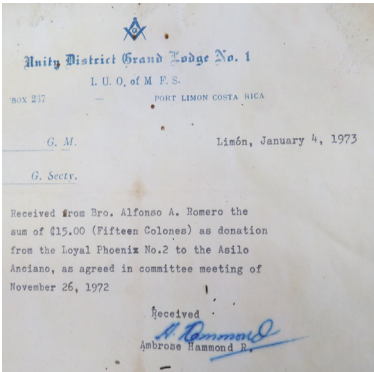 Unity District Grand Lodge No. 1
I. U. O. of M F. S.
BOX 237 — PORT LIMON COSTA RICA
G. M.
Limón, January 4, 1973
G. Secty.
Received from Bro. Alfonso A. Romero the
sum of ₡15.00 (Fifteen Colones) as donation
from the Loyal Phoenix No.2 to the Asilo
Anciano, as agreed in committee meeting of
November 26, 1972
Received
A. Hammond
Ambrose Hammond R.